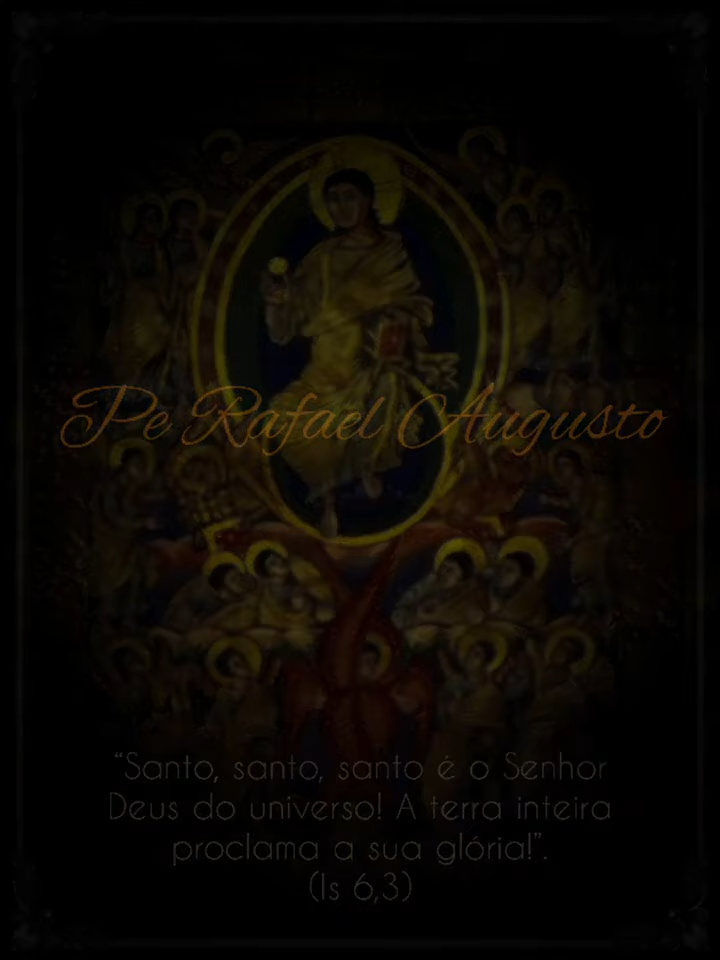 Pe Rafael Augusto
“Santo, santo, santo é o Senhor
Deus do universo! A terra inteira
proclama a sua glória!”.
(Is 6,3)